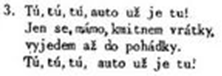 3. Tú, tú, tú, auto už je tu!
Jen se, mámo, kmitnem vrátky,
vyjedem až do pohádky.
Tú, tú, tú, auto už je tu!